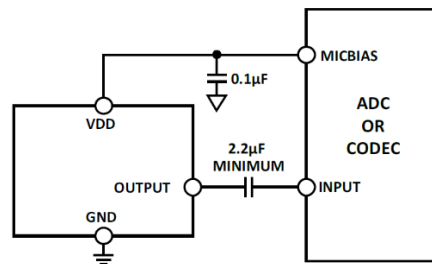 MICBIAS
0.1µF
VDD
ADC
OR
CODEC
2.2µF
MINIMUM
OUTPUT
INPUT
GND